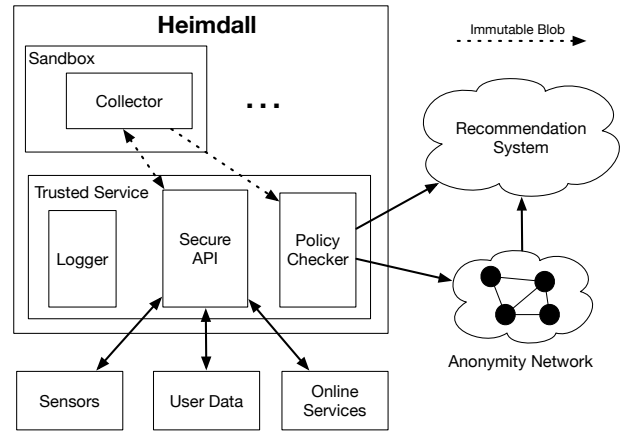 Heimdall
Immutable Blob
Sandbox
Collector
...
Recommendation
System
Trusted Service
Logger
Secure
API
Policy
Checker
Anonymity Network
Sensors
User Data
Online
Services